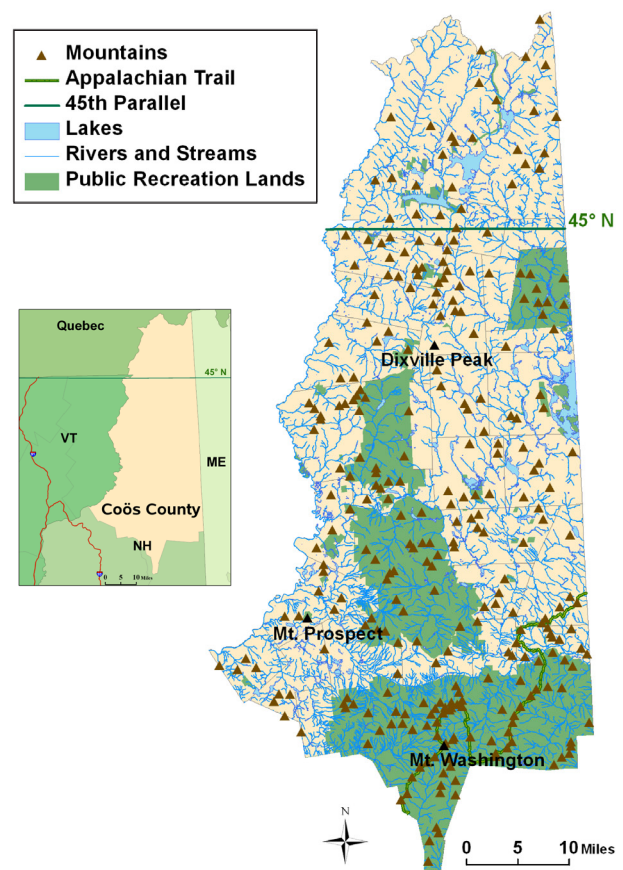 Mountains
Appalachian Trail
45th Parallel
Lakes
Rivers and Streams
Public Recreation Lands
45° N
Quebec
45° N
VT
ME
Coös County
NH
0 5 10 Miles
Dixville Peak
Mt. Prospect
Mt. Washington
N
0 5 10 Miles